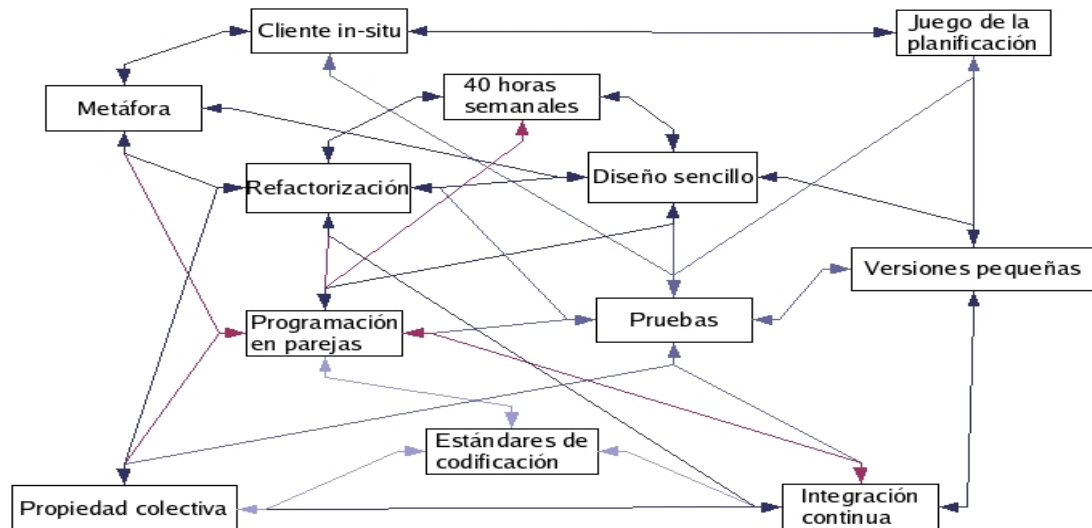 Cliente in-situ
Juego de la
planificación
40 horas
semanales
Metáfora
Refactorización
Diseño sencillo
Versiones pequeñas
Programación
en parejas
Pruebas
Estándares de
codificación
Propiedad colectiva
Integración
continua